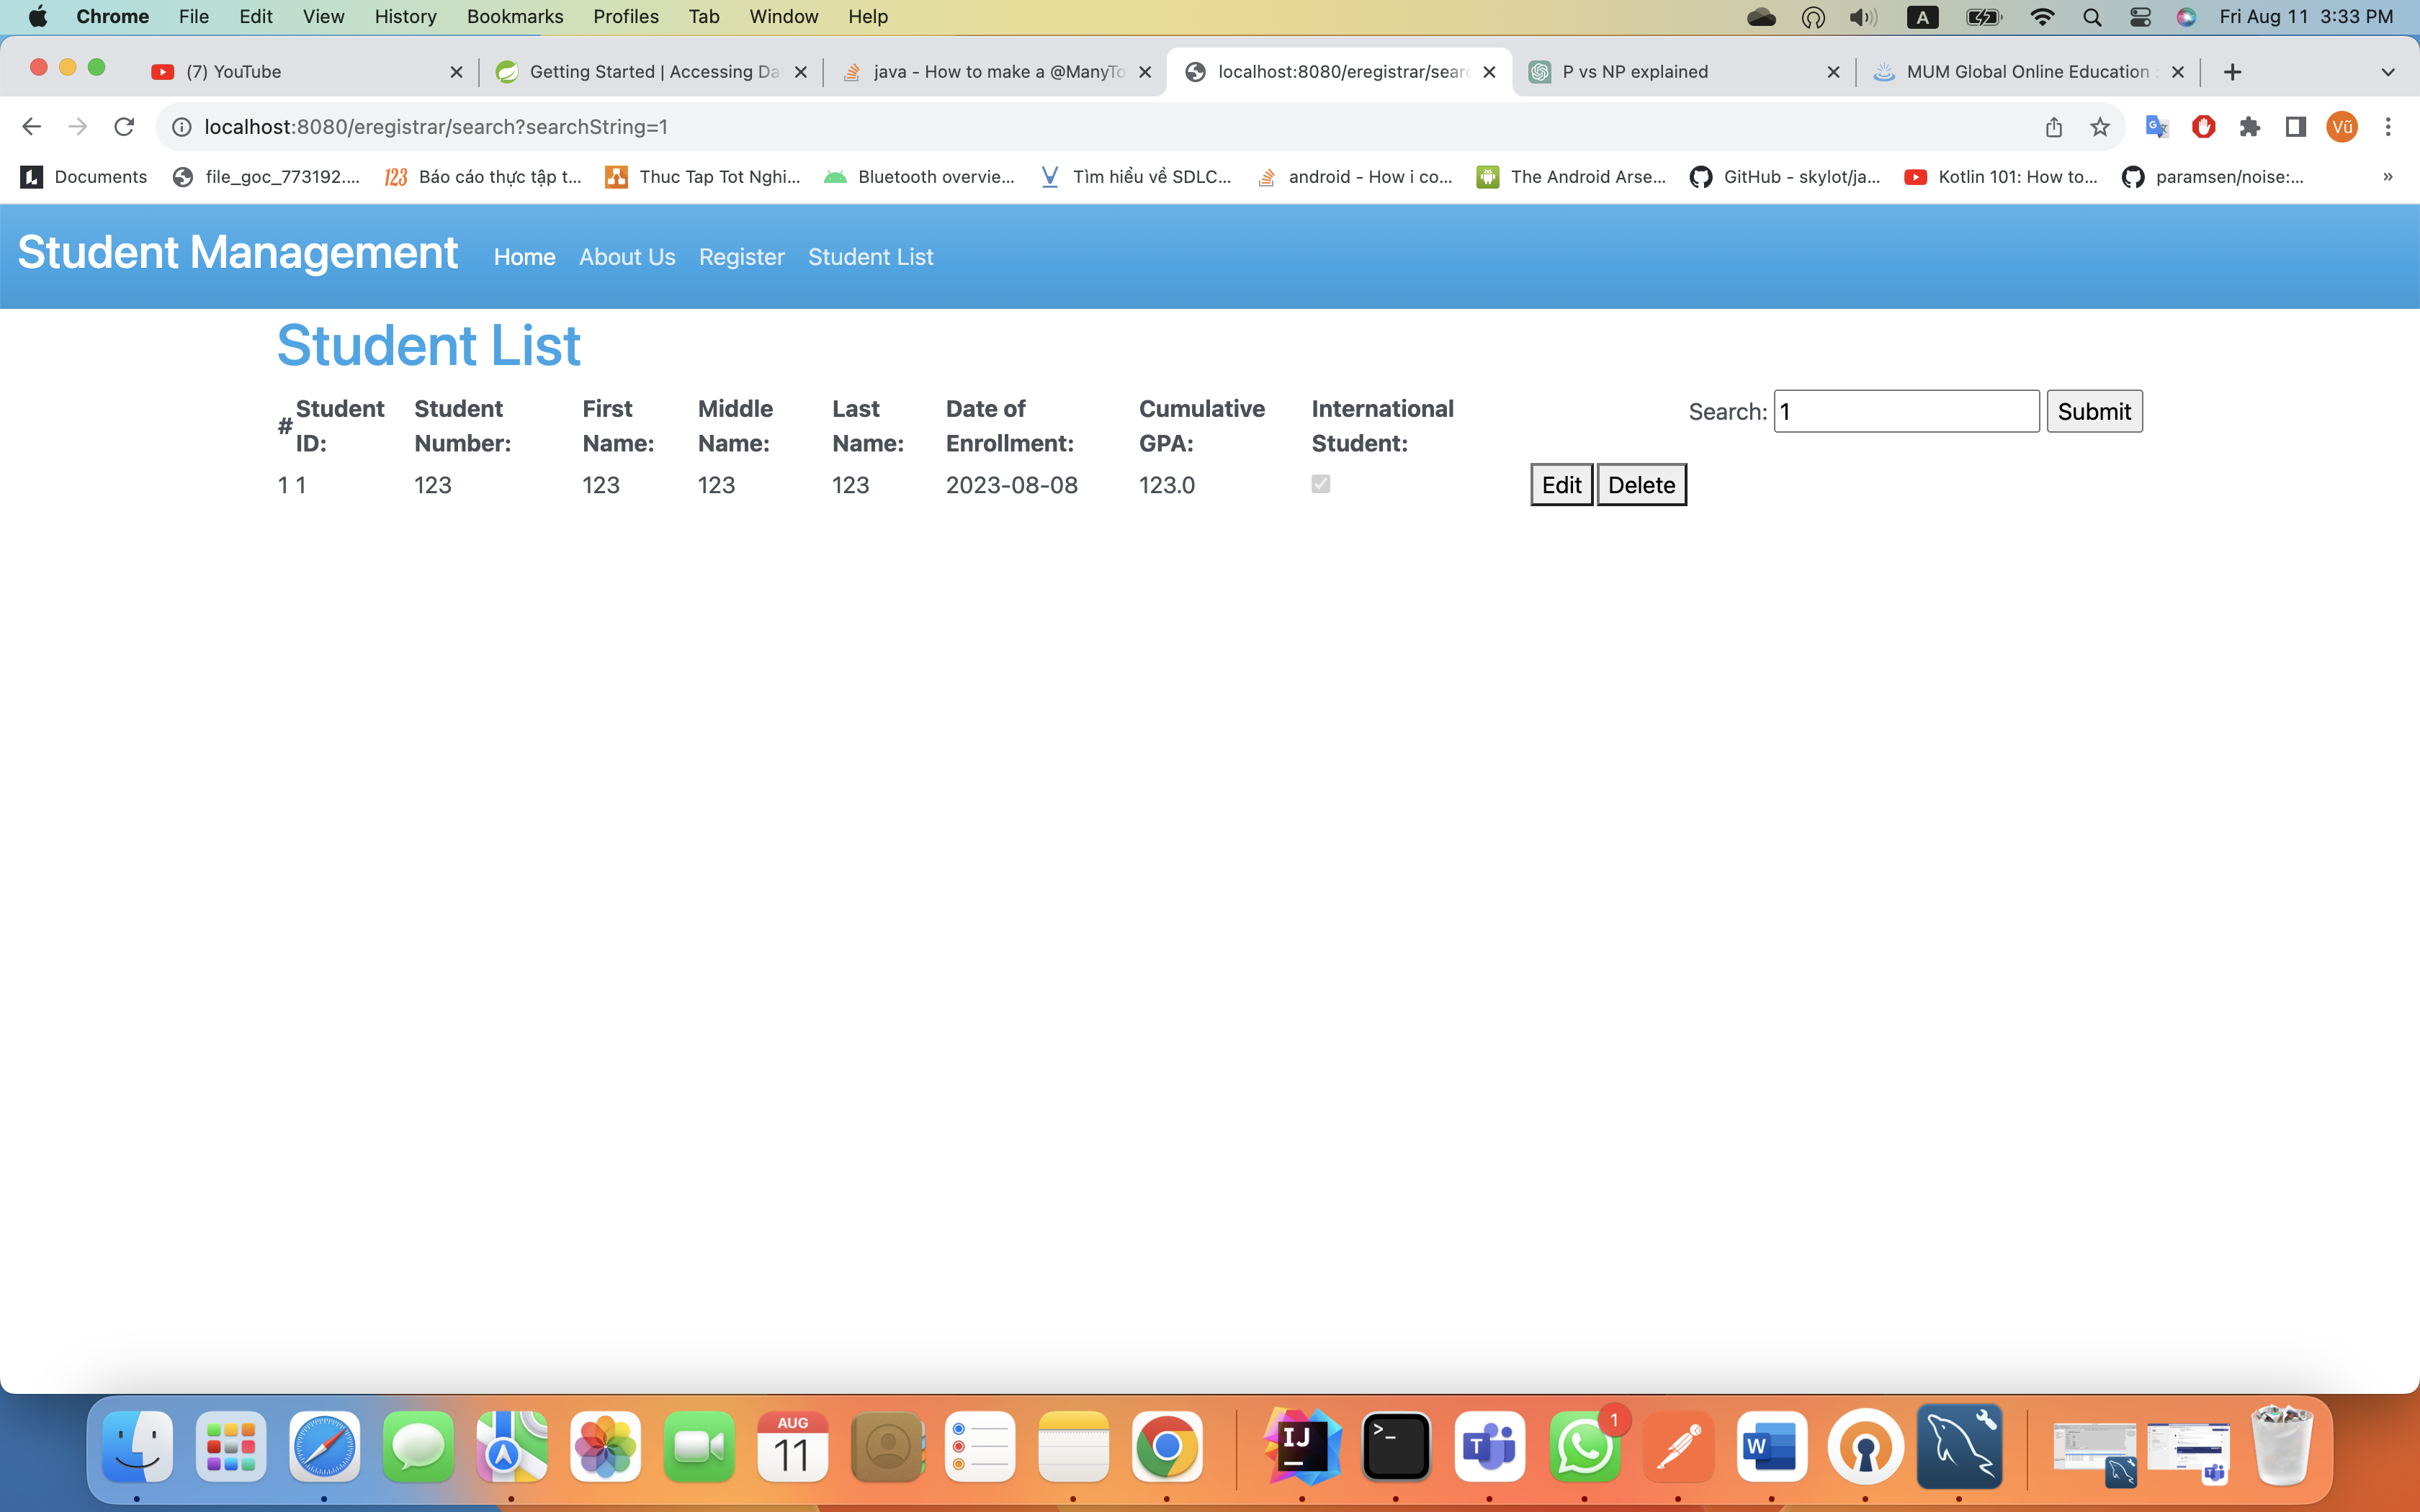 Chrome File Edit View History Bookmarks Profiles Tab Window Help A Fri Aug 11 3:33 PM
(7) YouTube Getting Started | Accessing Da java - How to make a @ManyTo localhost:8080/eregistrar/sear P vs NP explained MUM Global Online Education :
localhost:8080/eregistrar/search?searchString=1 Vũ
Documents file_goc_773192.... 123 Báo cáo thực tập t... Thuc Tap Tot Nghi... Bluetooth overvie... Tìm hiểu về SDLC... android - How i co... The Android Arse... GitHub - skylot/ja... Kotlin 101: How to... paramsen/noise:... »
Student Management Home About Us Register Student List
Student List
# Student ID: Student Number: First Name: Middle Name: Last Name: Date of Enrollment: Cumulative GPA: International Student: Search: 1 Submit
1 1 123 123 123 123 2023-08-08 123.0 Edit Delete
AUG
11
IJ
>_
T
1
W